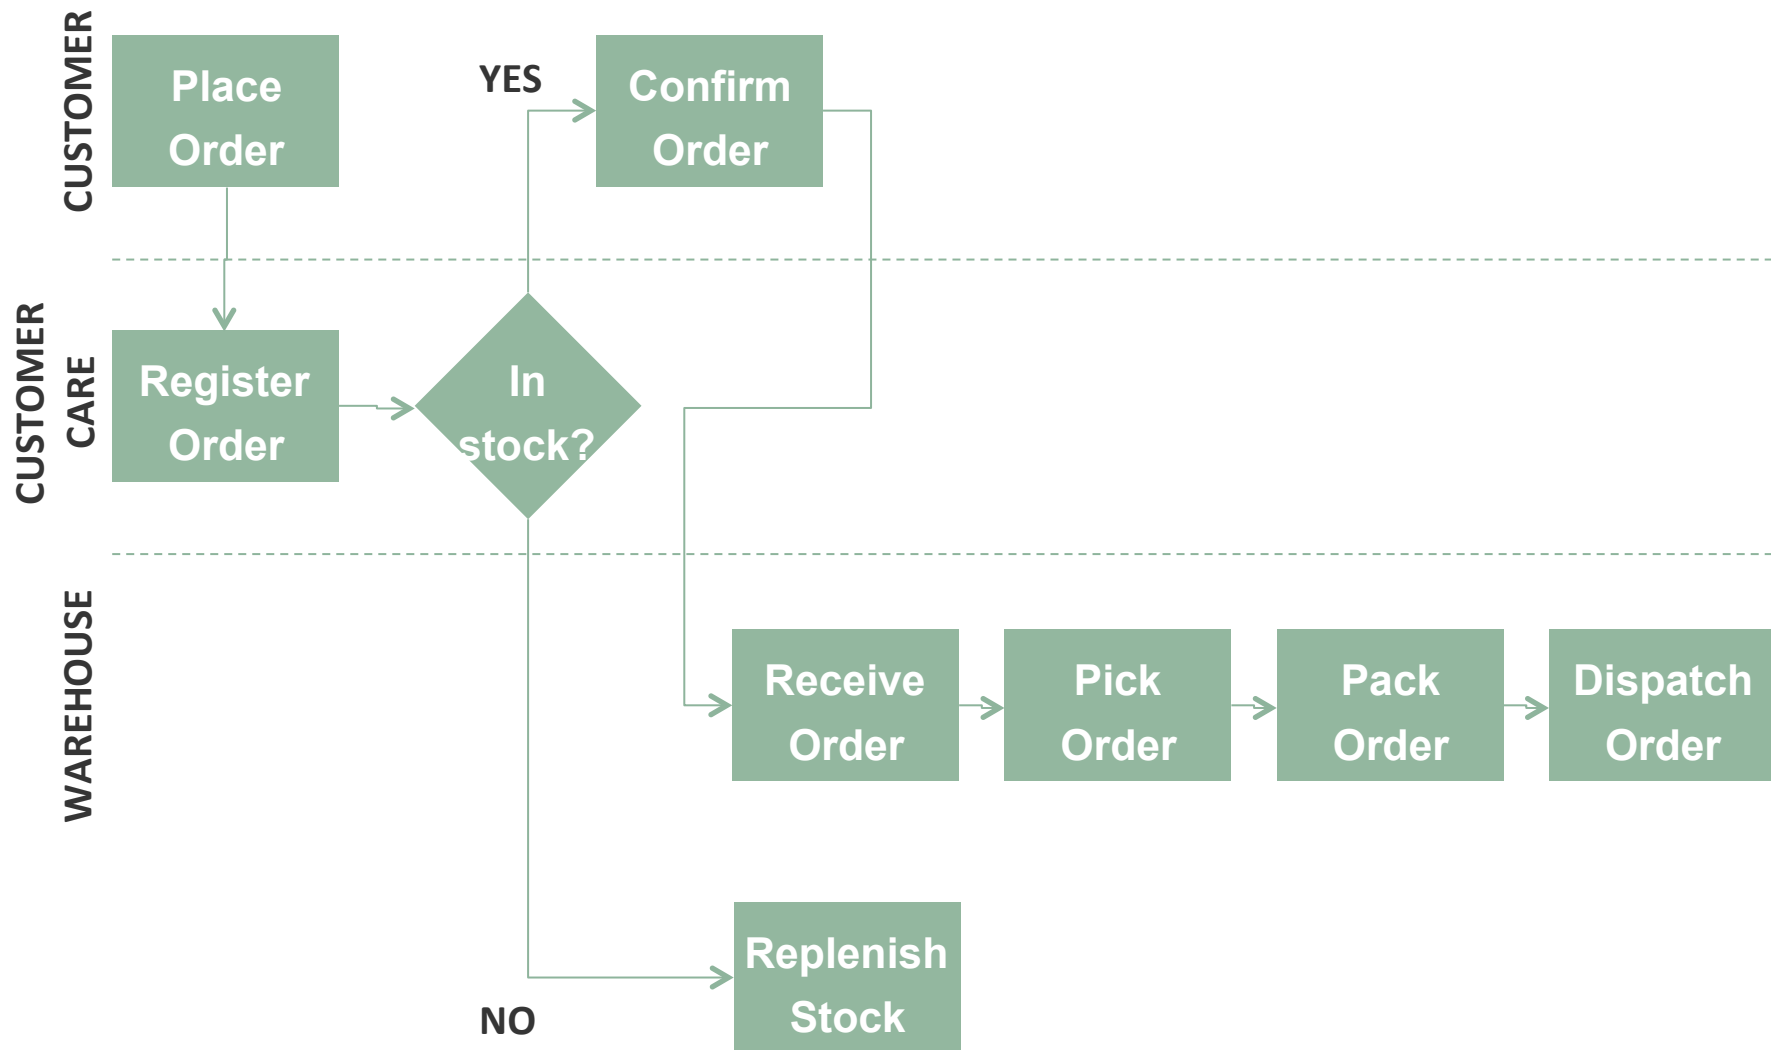 CUSTOMER
Place
Order
YES
Confirm
Order
CUSTOMER
CARE
Register
Order
In
stock?
WAREHOUSE
Receive
Order
Pick
Order
Pack
Order
Dispatch
Order
Replenish
Stock
NO